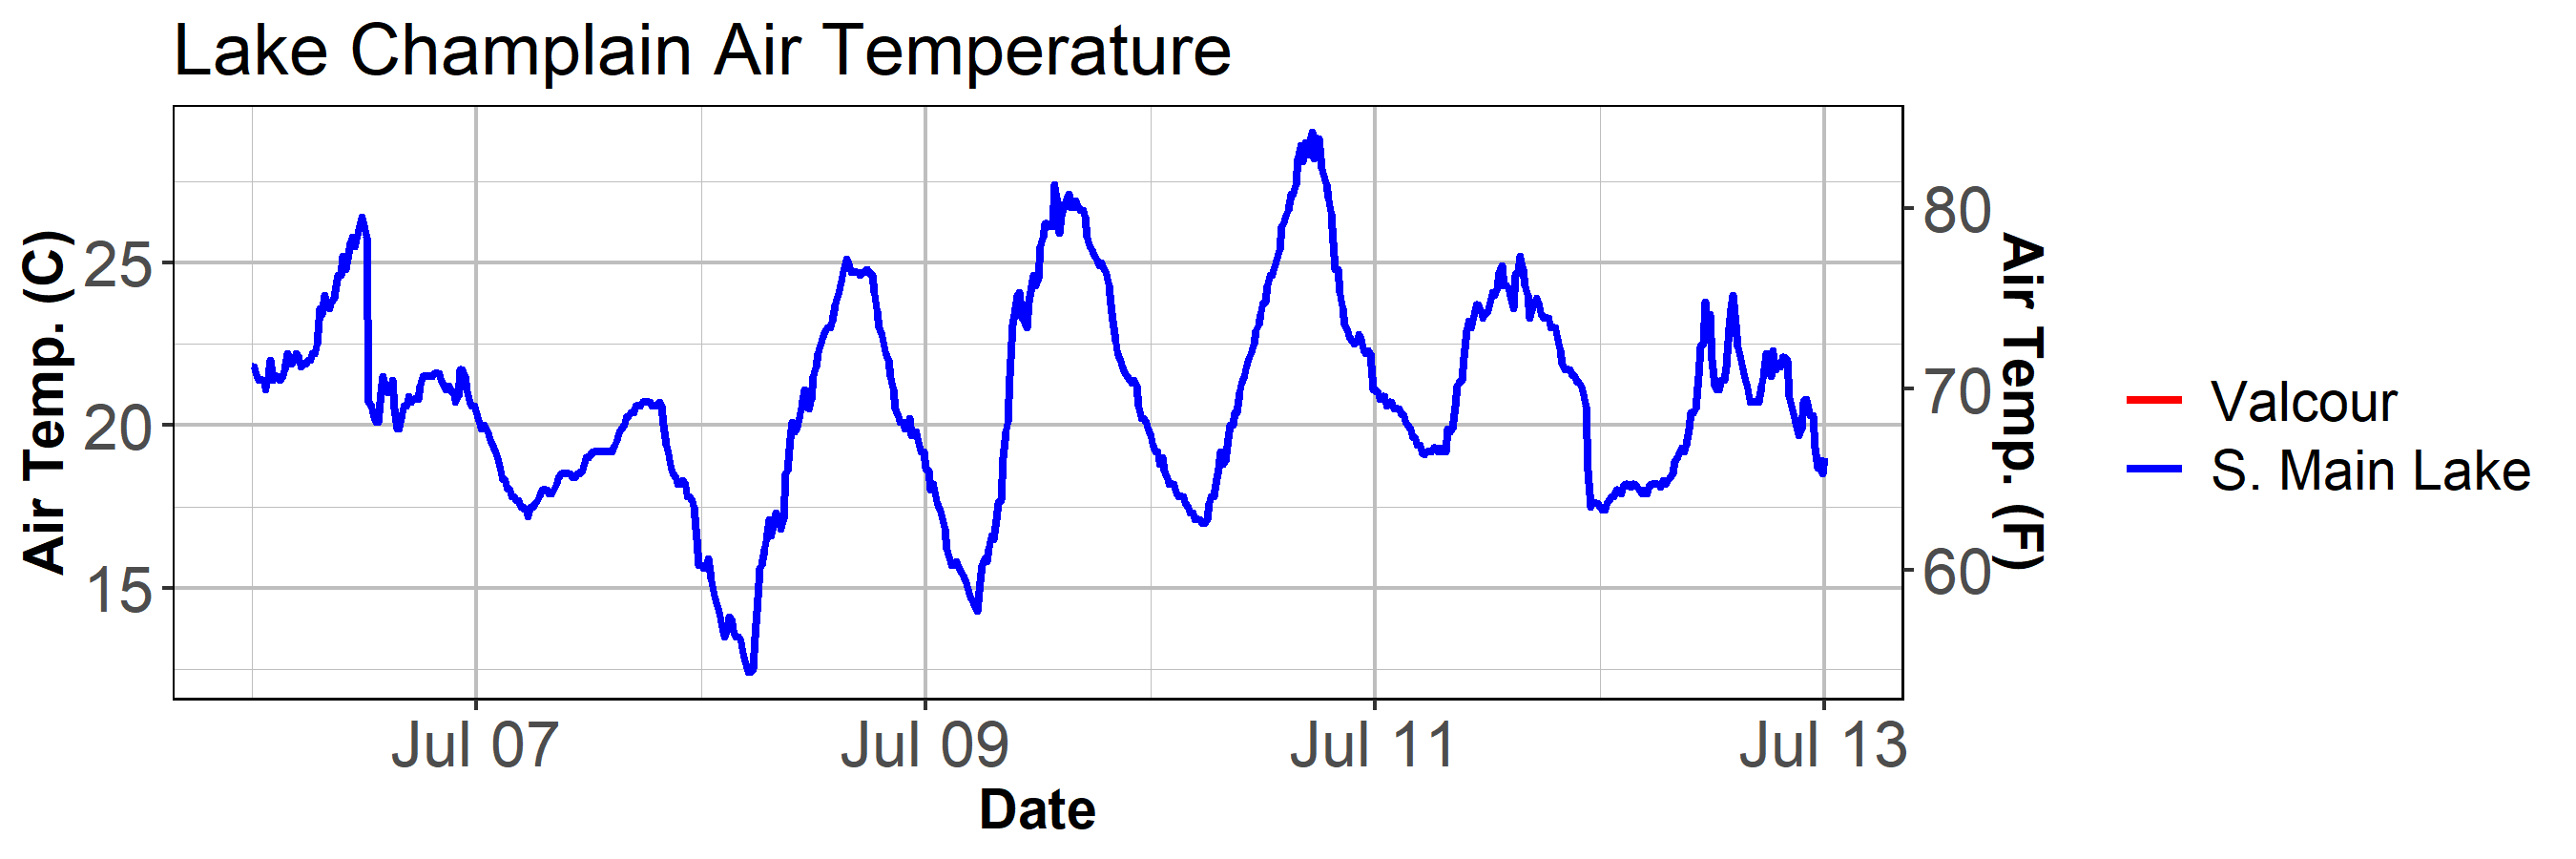 Lake Champlain Air Temperature
Air Temp. (C)
25
20
15
80
70
60
Air Temp. (F)
Jul 07
Jul 09
Jul 11
Jul 13
Date
Valcour
S. Main Lake